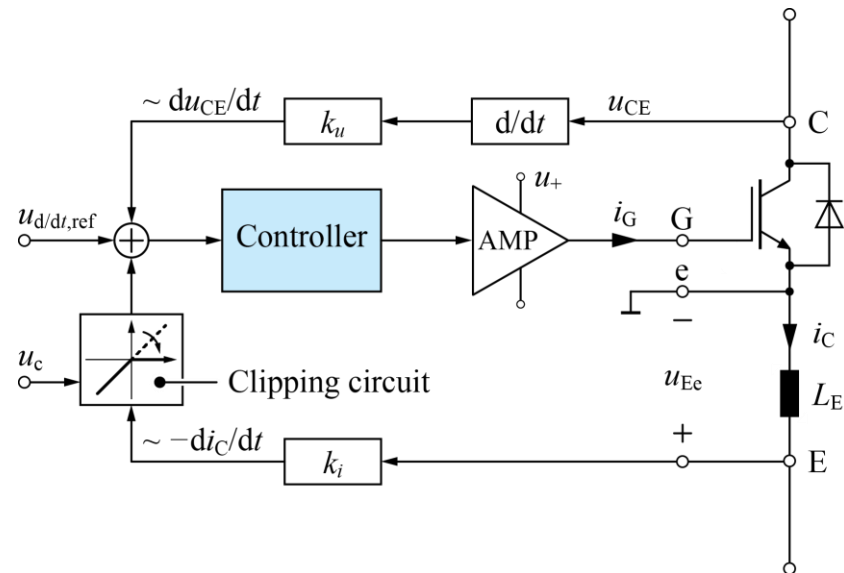 C
~ du_CE/dt
k_u
d/dt
u_CE
u_+
u_d/dt,ref
+
Controller
AMP
i_G
G
e
−
u_c
Clipping circuit
i_C
u_Ee
L_E
~ −di_C/dt
k_i
+
E